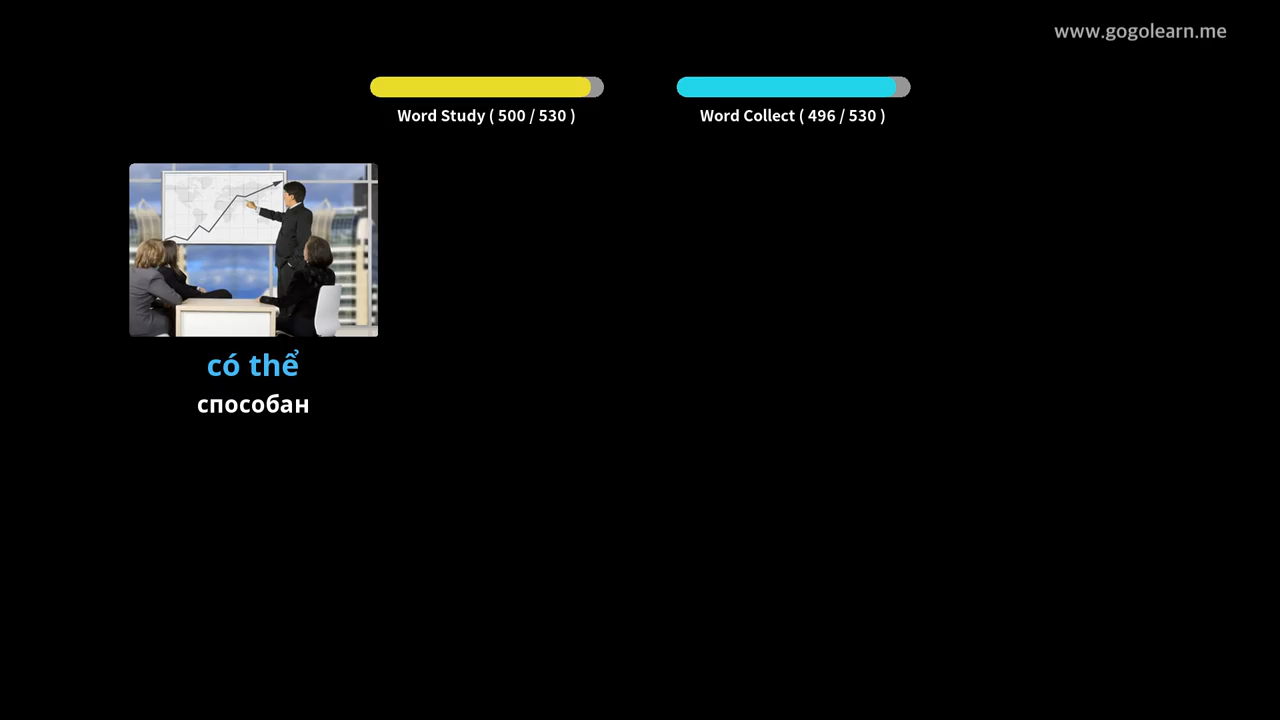 www.gogolearn.me
Word Study ( 500 / 530 )
Word Collect ( 496 / 530 )
có thể
способан